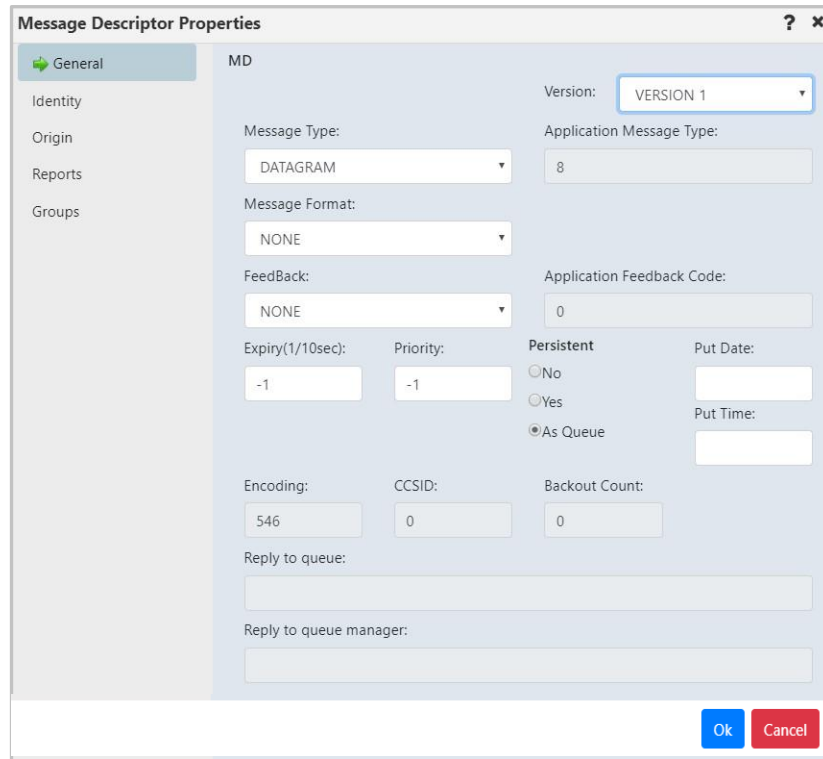 Message Descriptor Properties ? ×
General
Identity
Origin
Reports
Groups
MD
Version: VERSION 1
Message Type: Application Message Type:
DATAGRAM 8
Message Format:
NONE
FeedBack: Application Feedback Code:
NONE 0
Expiry(1/10sec): Priority: Persistent Put Date:
-1 -1 No
Yes
Put Time:
As Queue
Encoding: CCSID: Backout Count:
546 0 0
Reply to queue:
Reply to queue manager:
Ok Cancel